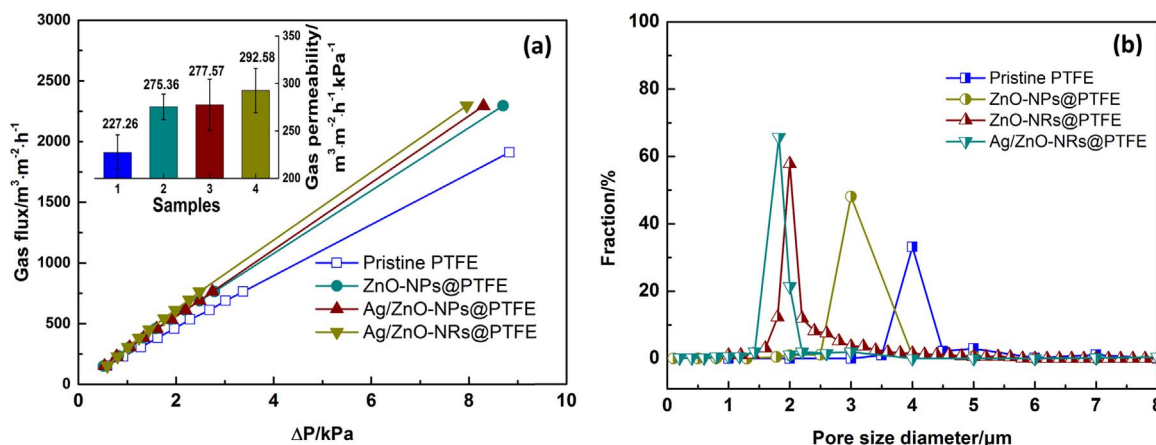 (a)
3000
2500
2000
1500
1000
500
0
Gas flux/m³·m⁻²·h⁻¹
0 2 4 6 8 10
ΔP/kPa
227.26
275.36
277.57
292.58
1 2 3 4
Samples
350
300
250
200
Gas permeability/
m³·m⁻²·h⁻¹·kPa⁻¹
Pristine PTFE
ZnO-NPs@PTFE
Ag/ZnO-NPs@PTFE
Ag/ZnO-NRs@PTFE
(b)
100
80
60
40
20
0
Fraction/%
Pristine PTFE
ZnO-NPs@PTFE
ZnO-NRs@PTFE
Ag/ZnO-NRs@PTFE
1 2 3 4 5 6 7 8
Pore size diameter/μm